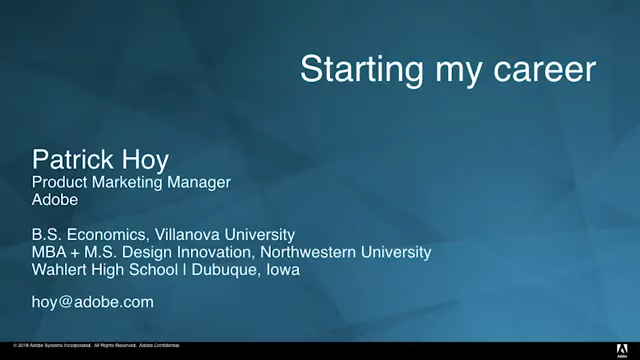 Starting my career
Patrick Hoy
Product Marketing Manager
Adobe
B.S. Economics, Villanova University
MBA + M.S. Design Innovation, Northwestern University
Wahlert High School | Dubuque, Iowa
hoy@adobe.com
© 2018 Adobe Systems Incorporated. All Rights Reserved. Adobe Confidential.
Adobe